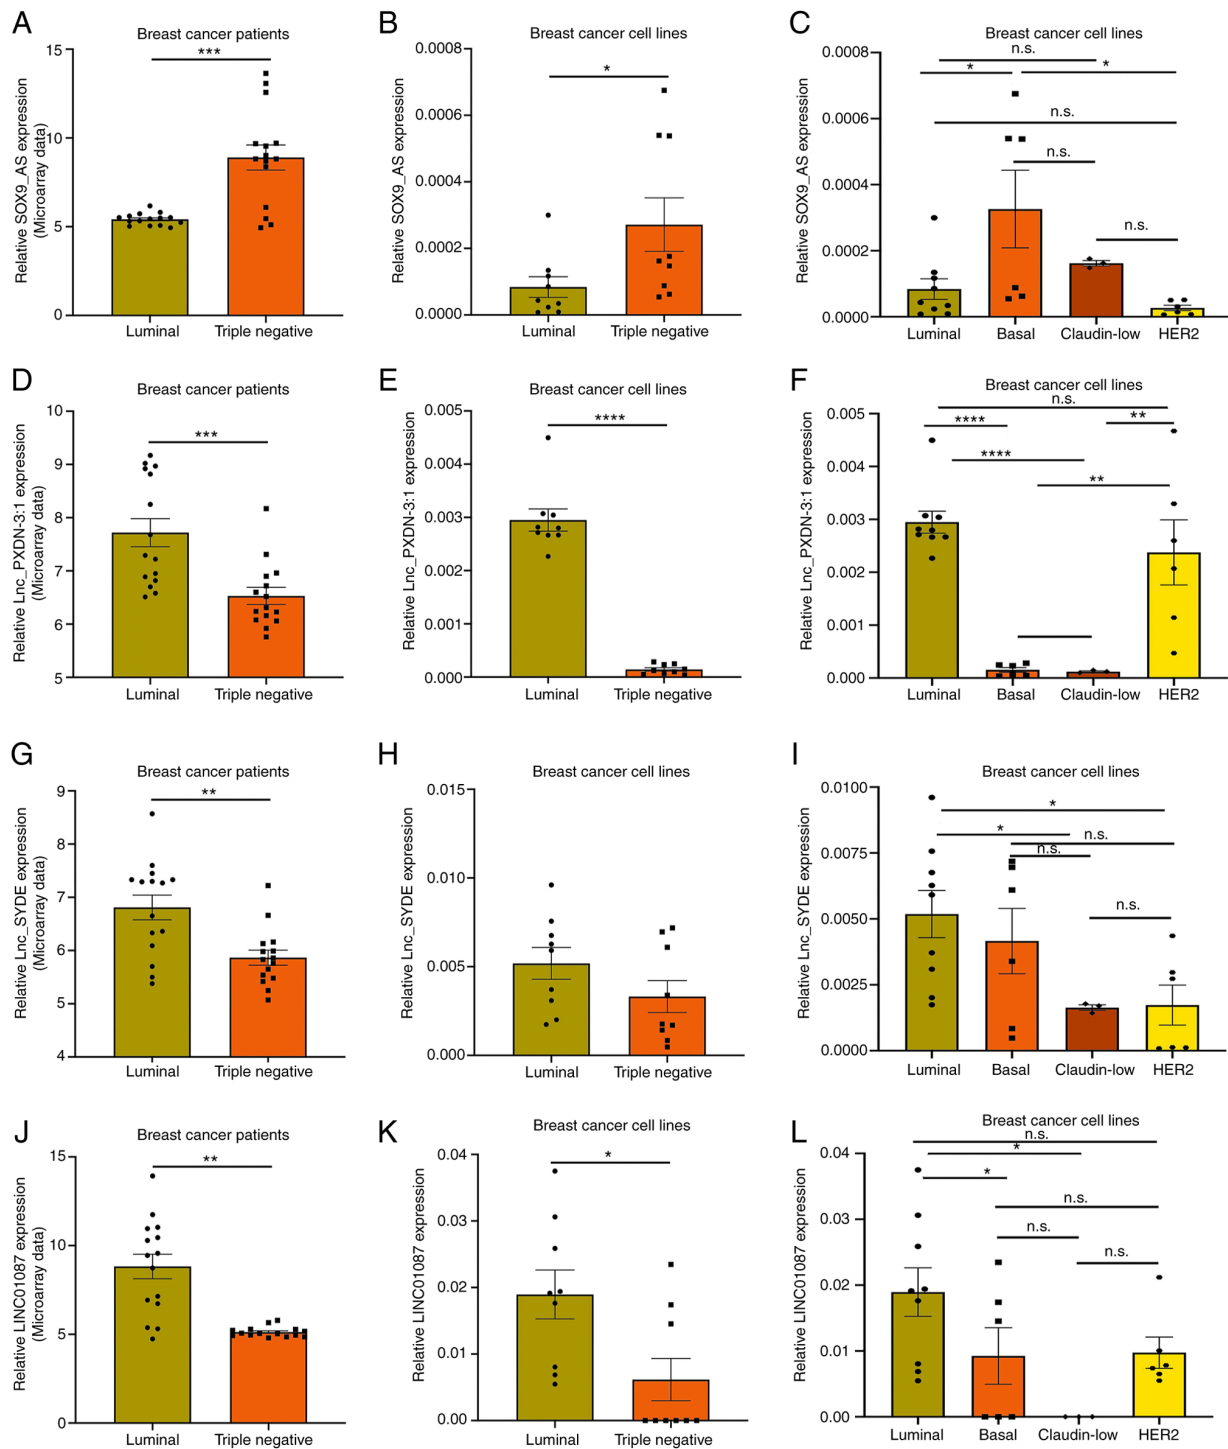 A
Breast cancer patients
***
Relative SOX9_AS expression
(Microarray data)
15
10
5
0
Luminal
Triple negative
B
Breast cancer cell lines
*
Relative SOX9_AS expression
0.0008
0.0006
0.0004
0.0002
0.0000
Luminal
Triple negative
C
Breast cancer cell lines
n.s.
*
*
n.s.
n.s.
n.s.
Relative SOX9_AS expression
0.0008
0.0006
0.0004
0.0002
0.0000
Luminal
Basal
Claudin-low
HER2
D
Breast cancer patients
***
Relative Lnc_PXDN-3:1 expression
(Microarray data)
10
9
8
7
6
5
Luminal
Triple negative
E
Breast cancer cell lines
****
Relative Lnc_PXDN-3:1 expression
0.005
0.004
0.003
0.002
0.001
0.000
Luminal
Triple negative
F
Breast cancer cell lines
n.s.
****
**
****
**
Relative Lnc_PXDN-3:1 expression
0.005
0.004
0.003
0.002
0.001
0.000
Luminal
Basal
Claudin-low
HER2
G
Breast cancer patients
**
Relative Lnc_SYDE expression
(Microarray data)
9
8
7
6
5
4
Luminal
Triple negative
H
Breast cancer cell lines
Relative Lnc_SYDE expression
0.015
0.010
0.005
0.000
Luminal
Triple negative
I
Breast cancer cell lines
*
*
n.s.
n.s.
n.s.
Relative Lnc_SYDE expression
0.0100
0.0075
0.0050
0.0025
0.0000
Luminal
Basal
Claudin-low
HER2
J
Breast cancer patients
**
Relative LINC01087 expression
(Microarray data)
15
10
5
0
Luminal
Triple negative
K
Breast cancer cell lines
*
Relative LINC01087 expression
0.04
0.03
0.02
0.01
0.00
Luminal
Triple negative
L
Breast cancer cell lines
n.s.
*
*
n.s.
n.s.
n.s.
Relative LINC01087 expression
0.04
0.03
0.02
0.01
0.00
Luminal
Basal
Claudin-low
HER2